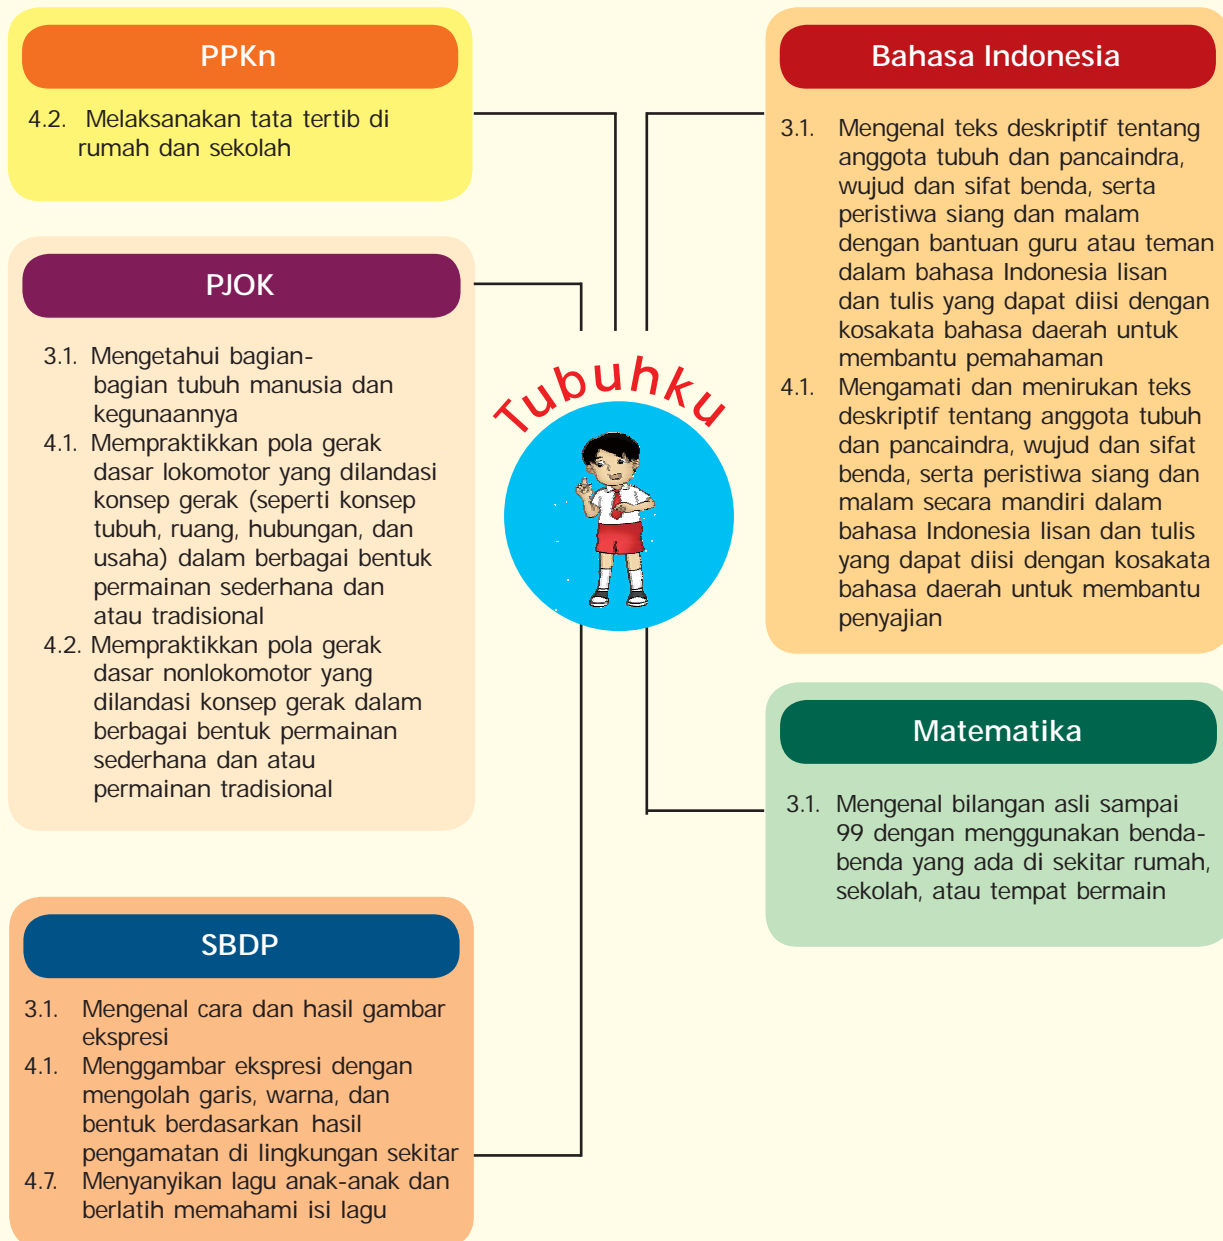 PPKn
4.2. Melaksanakan tata tertib di
rumah dan sekolah
PJOK
3.1. Mengetahui bagian-
bagian tubuh manusia dan
kegunaannya
4.1. Mempraktikkan pola gerak
dasar lokomotor yang dilandasi
konsep gerak (seperti konsep
tubuh, ruang, hubungan, dan
usaha) dalam berbagai bentuk
permainan sederhana dan
atau tradisional
4.2. Mempraktikkan pola gerak
dasar nonlokomotor yang
dilandasi konsep gerak dalam
berbagai bentuk permainan
sederhana dan atau
permainan tradisional
SBDP
3.1. Mengenal cara dan hasil gambar
ekspresi
4.1. Menggambar ekspresi dengan
mengolah garis, warna, dan
bentuk berdasarkan hasil
pengamatan di lingkungan sekitar
4.7. Menyanyikan lagu anak-anak dan
berlatih memahami isi lagu
Tubuhku
Bahasa Indonesia
3.1. Mengenal teks deskriptif tentang
anggota tubuh dan pancaindra,
wujud dan sifat benda, serta
peristiwa siang dan malam
dengan bantuan guru atau teman
dalam bahasa Indonesia lisan
dan tulis yang dapat diisi dengan
kosakata bahasa daerah untuk
membantu pemahaman
4.1. Mengamati dan menirukan teks
deskriptif tentang anggota tubuh
dan pancaindra, wujud dan sifat
benda, serta peristiwa siang dan
malam secara mandiri dalam
bahasa Indonesia lisan dan tulis
yang dapat diisi dengan kosakata
bahasa daerah untuk membantu
penyajian
Matematika
3.1. Mengenal bilangan asli sampai
99 dengan menggunakan benda-
benda yang ada di sekitar rumah,
sekolah, atau tempat bermain